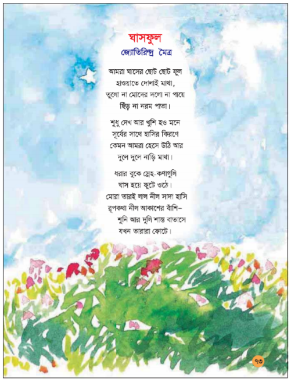 ঘাসফুল
জ্যোতিরিন্দ্র মৈত্র
আমরা ঘাসের ছোট ছোট ফুল
হাওয়াতে দোলাই মাথা,
তুলো না মোদের দলো না পায়ে
ছিঁড় না নরম পাতা।
শুধু দেখ আর খুশি হও মনে
সূর্যের সাথে হাসির কিরণে
কেমন আমরা হেসে উঠি আর
দুলে দুলে নাড়ি মাথা।
ধরার বুকে স্নেহ-কণাগুলি
ঘাস হয়ে ফুটে ওঠে।
মোরা তারই লাল নীল সাদা হাসি
রূপকথা নীল আকাশের বাঁশি–
শুনি আর দুলি শান্ত বাতাসে
যখন তারারা ফোটে।
৭৩